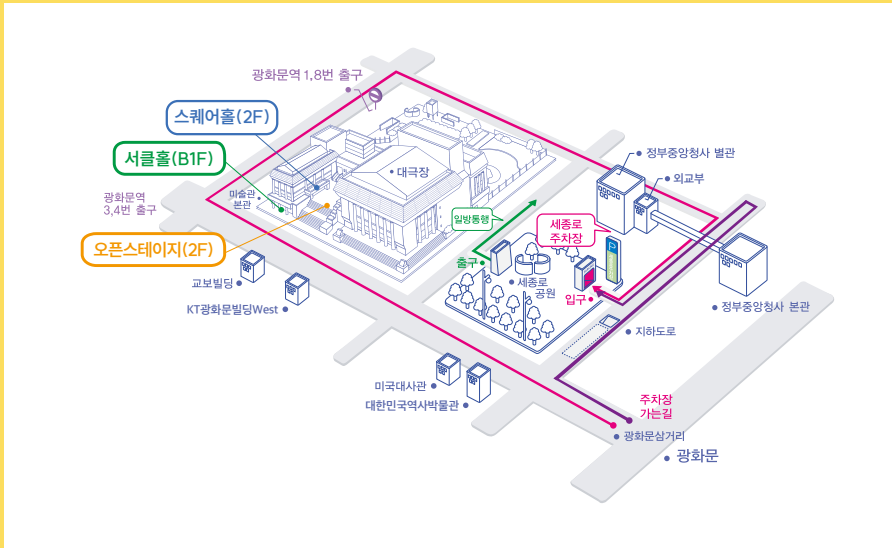 광화문역 1,8번 출구
스퀘어홀(2F)
서클홀(B1F)
대극장
정부중앙청사 별관
외교부
광화문역
3,4번 출구
미술관
본관
일방통행
세종로
주차장
P
오픈스테이지(2F)
출구
교보빌딩
세종로
공원
입구
KT광화문빌딩West
정부중앙청사 본관
지하도로
미국대사관
대한민국역사박물관
주차장
가는길
광화문삼거리
광화문